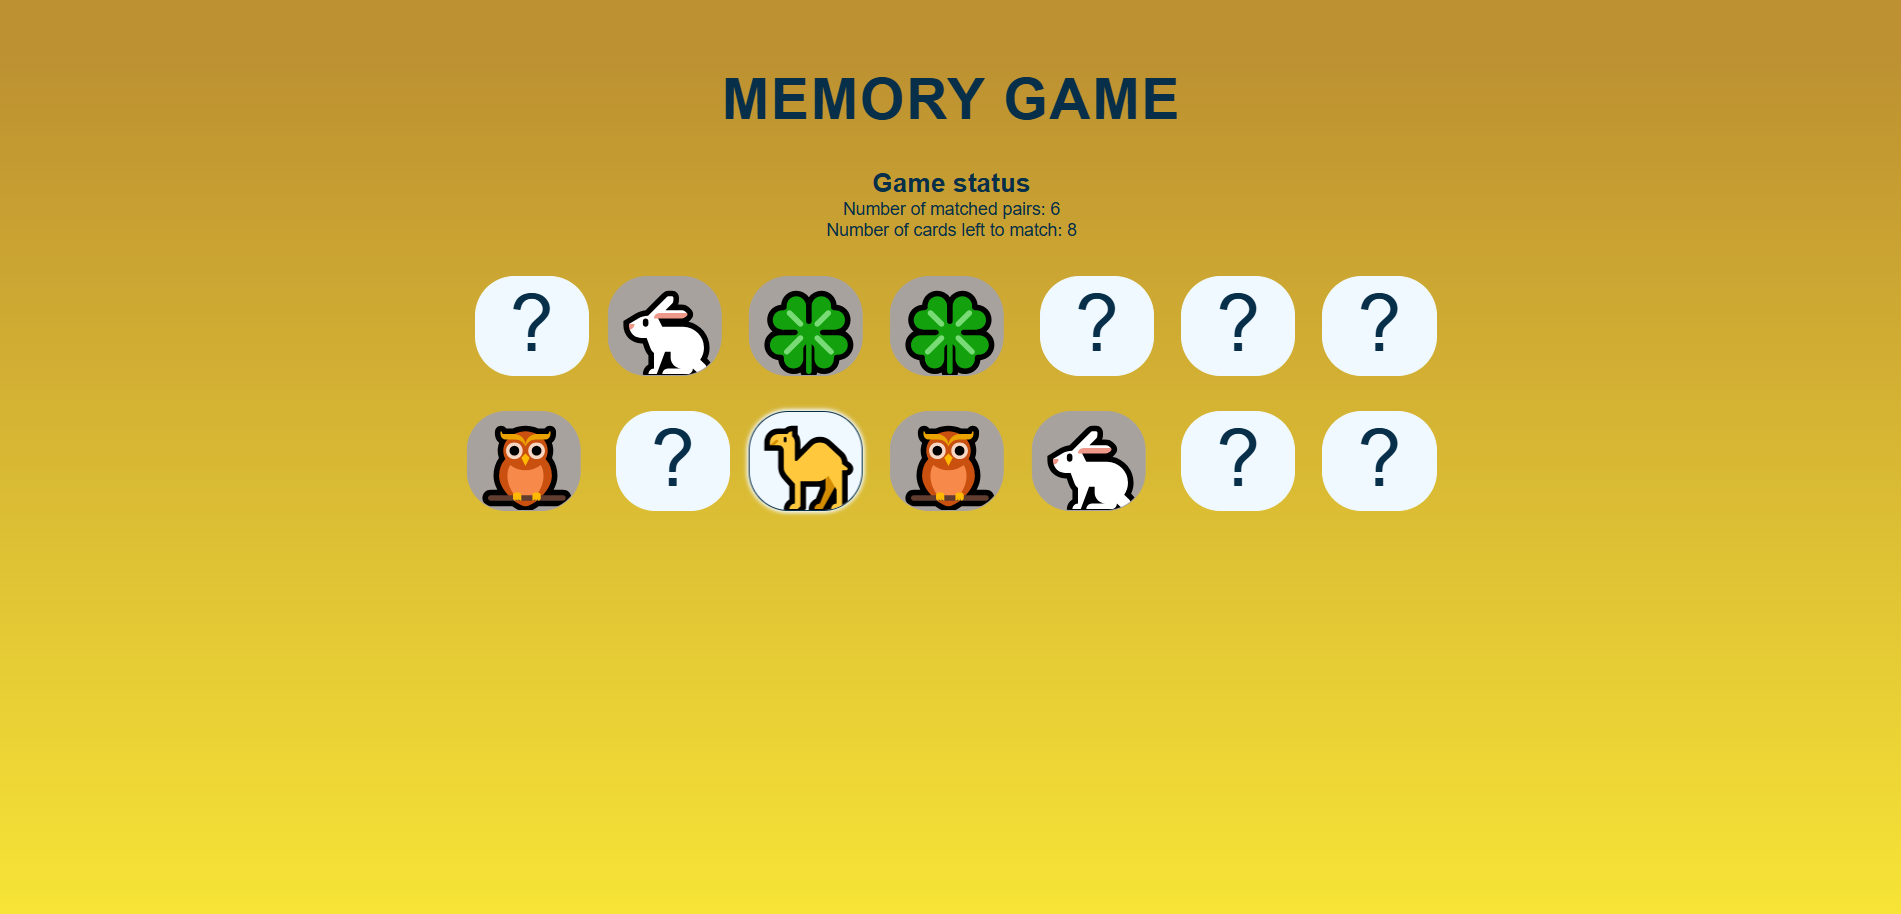 MEMORY GAME
Game status
Number of matched pairs: 6
Number of cards left to match: 8
? ? ? ?
? ? ?